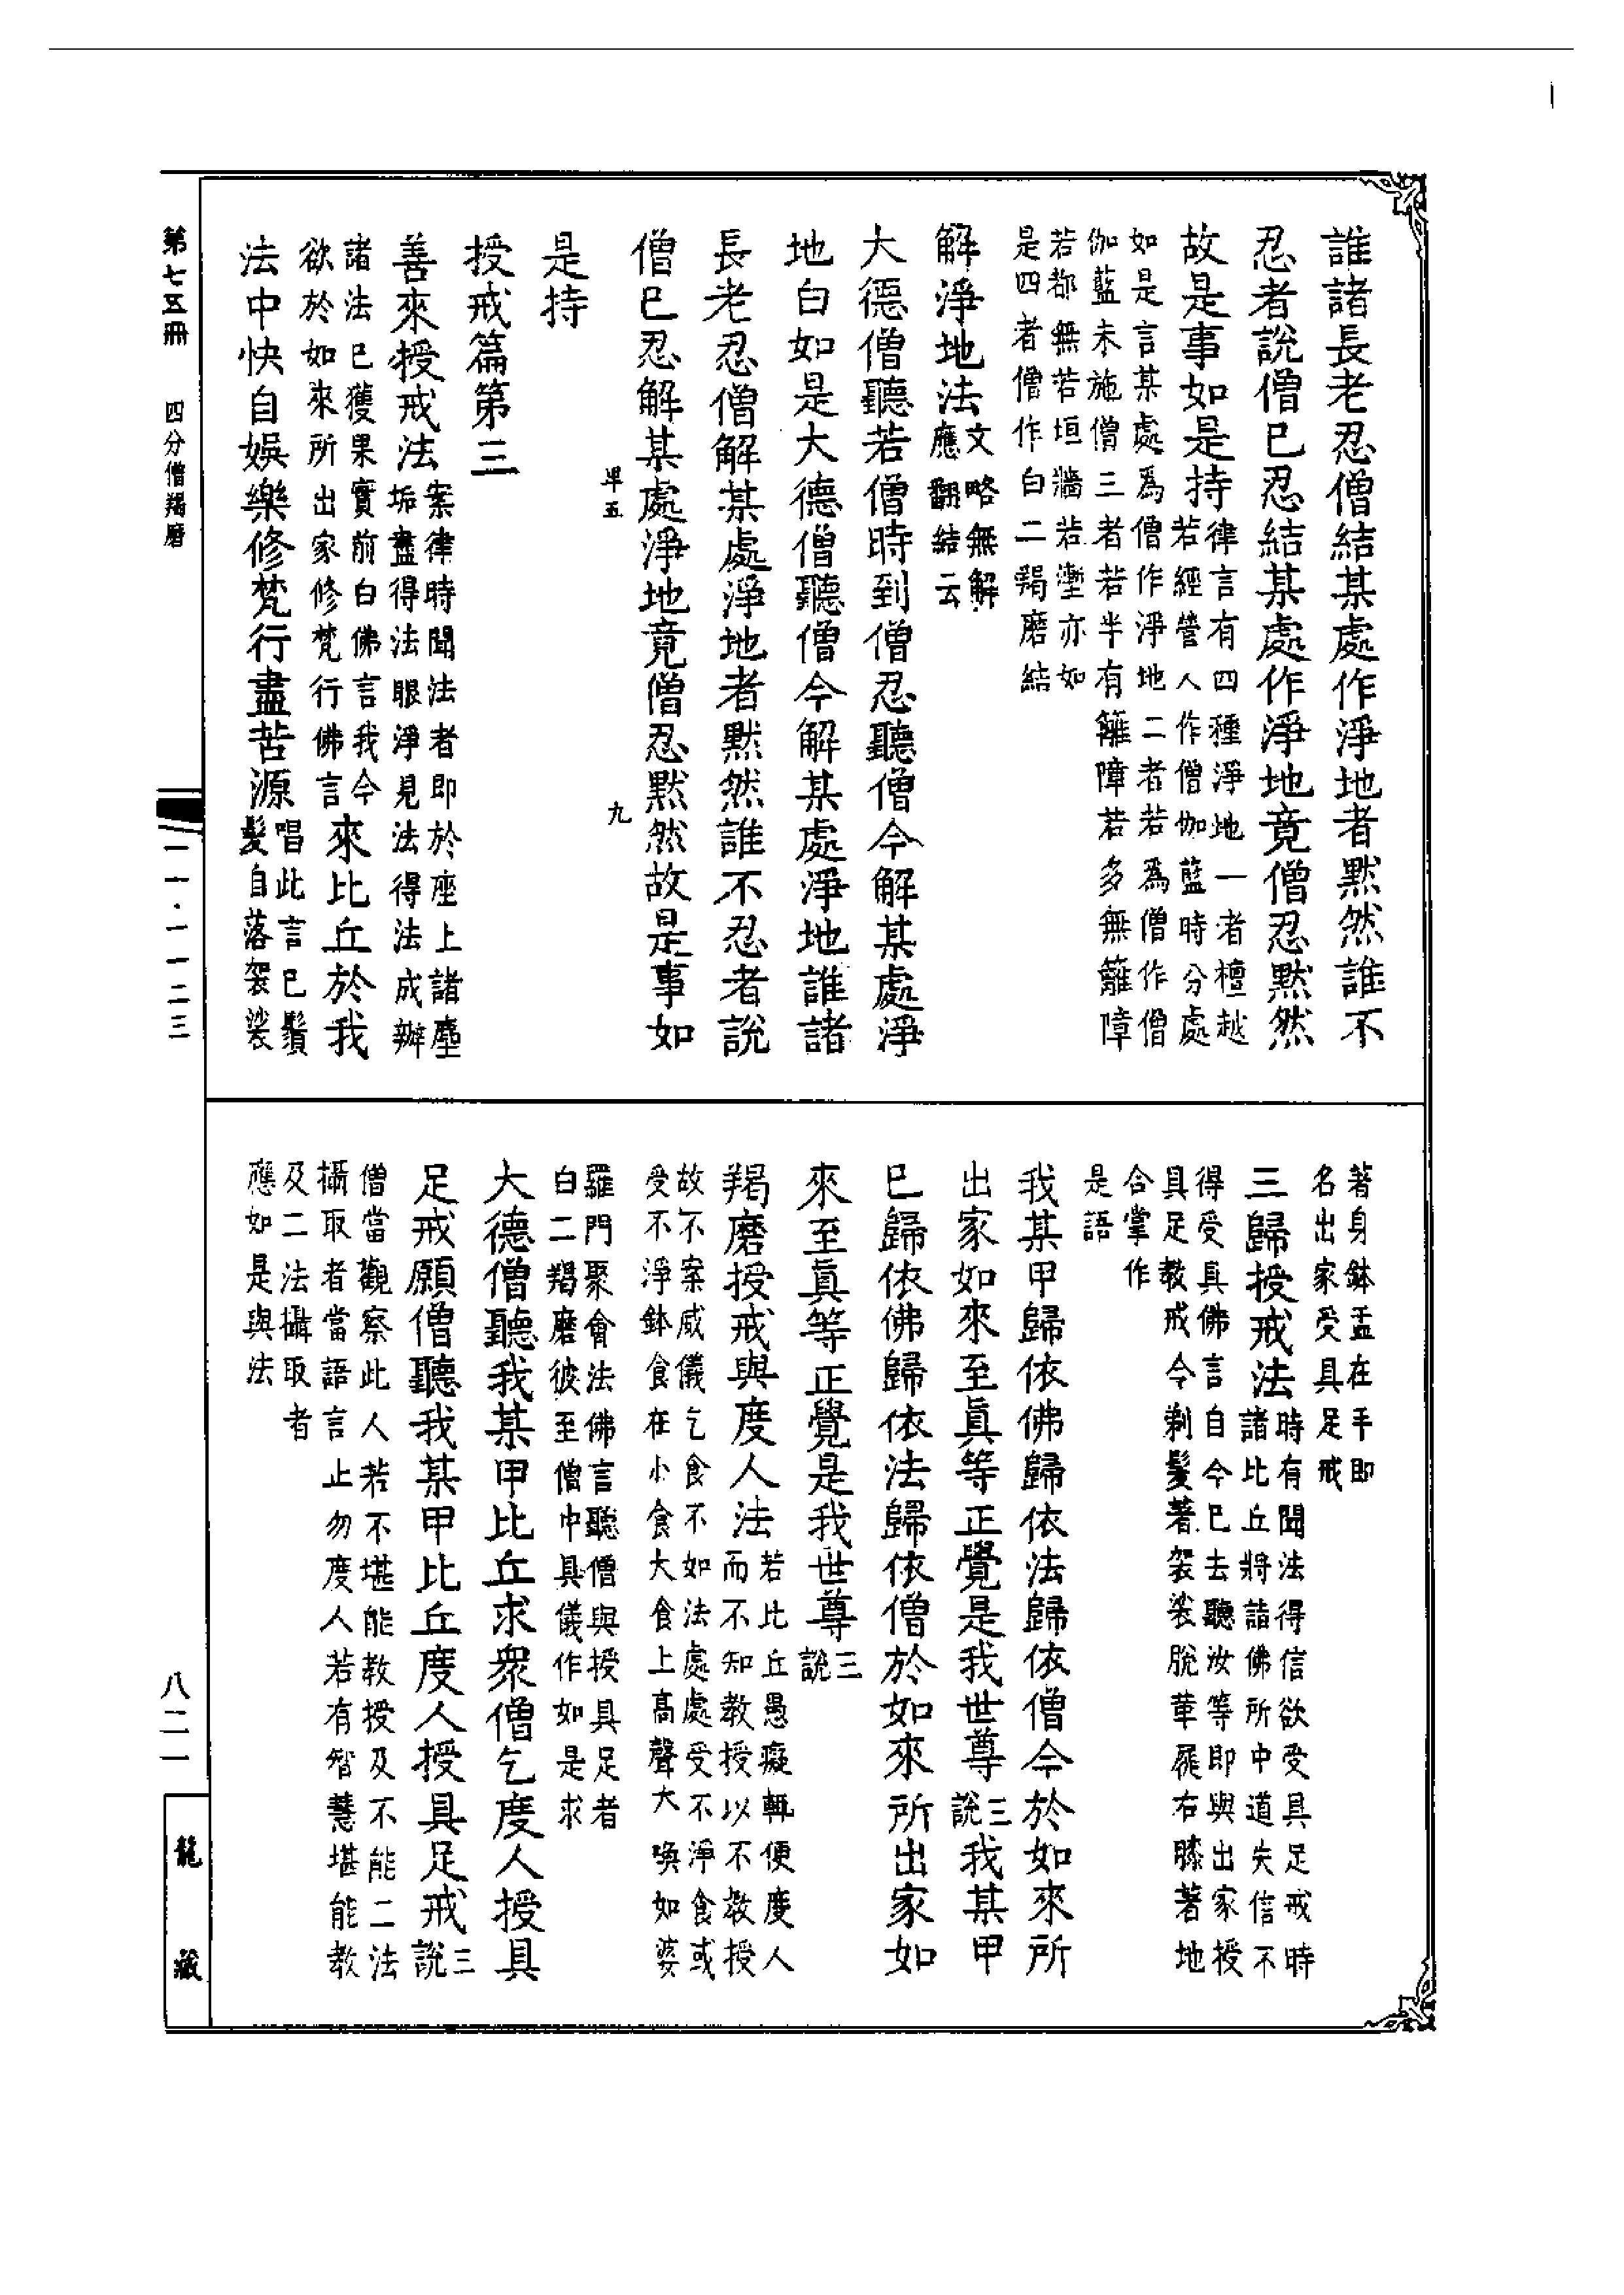 誰諸長老忍僧結某處作淨地者默然誰不
忍者說僧已忍結某處作淨地竟僧忍默然
故是事如是持律言有四種淨地一者檀越
若經營人作僧伽藍時分處
如是言某處為僧作淨地二者若為僧作僧
伽藍未施僧三者若半有籬障若多無籬障
若都無若垣牆若塹亦如
是四者僧作白二羯磨結
解淨地法文略無解
應翻結云
大德僧聽若僧時到僧忍聽僧今解某處淨
地白如是大德僧聽僧今解某處淨地誰諸
長老忍僧解某處淨地者默然誰不忍者說
僧已忍解某處淨地竟僧忍默然故是事如
是持
授戒篇第三
善來授戒法案律時聞法者即於座上諸塵
垢盡得法眼淨見法得法成辦
諸法已獲果實前白佛言我今
欲於如來所出家修梵行佛言來比丘於我
法中快自娛樂修梵行盡苦源唱此言已鬚
髮自落袈裟
著身鉢盂在手即
名出家受具足戒
三歸授戒法時有聞法得信欲受具足戒時
諸比丘將詣佛所中道失信不
得受具佛言自今已去聽汝等即與出家授
具足教戒令剃髮著袈裟脫革屣右膝著地
合掌作
是語
我某甲歸依佛歸依法歸依僧今於如來所
出家如來至真等正覺是我世尊三
說我某甲
已歸依佛歸依法歸依僧於如來所出家如
來至真等正覺是我世尊三
說
羯磨授戒與度人法若比丘愚癡輒便度人
而不知教授以不教授
故不案威儀乞食不如法處處受不淨食或
受不淨鉢食在小食大食上高聲大喚如婆
羅門聚會法佛言聽僧與授具足者
白二羯磨彼至僧中具儀作如是求
大德僧聽我某甲比丘求眾僧乞度人授具
足戒願僧聽我某甲比丘度人授具足戒三
說
僧當觀察此人若不堪能教授及不能二法
攝取者當語言止勿度人若有智慧堪能教
及二法攝取者
應如是與法
第七五冊
四分僧羯磨
一一·一一二三
八二一
龍藏
九